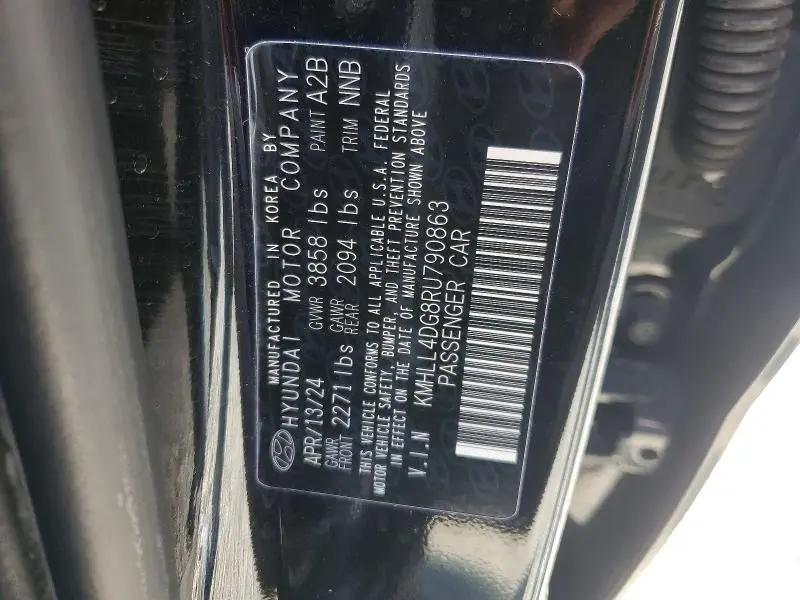 MANUFACTURED IN KOREA BY
HYUNDAI MOTOR COMPANY
APR/13/24 GVWR 3858 lbs PAINT A2B
GAWR FRONT 2271 lbs GAWR REAR 2094 lbs TRIM NNB
THIS VEHICLE CONFORMS TO ALL APPLICABLE U.S.A. FEDERAL
MOTOR VEHICLE SAFETY, BUMPER, AND THEFT PREVENTION STANDARDS
IN EFFECT ON THE DATE OF MANUFACTURE SHOWN ABOVE
V.I.N KMHLL4DG8RU790863
PASSENGER CAR